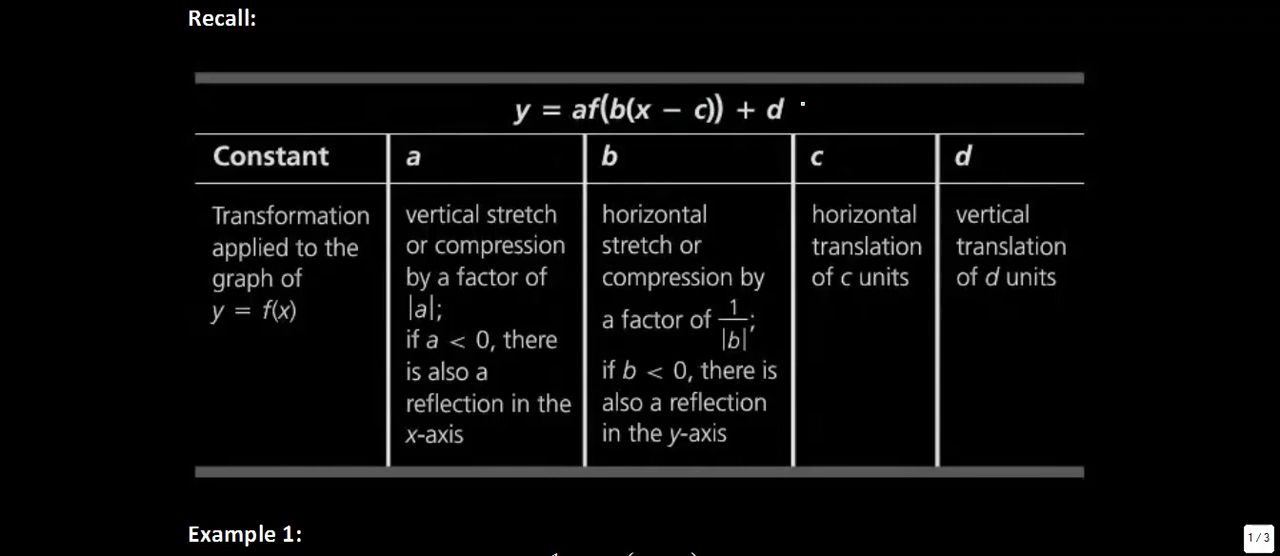 Recall:
y = af(b(x − c)) + d
Constant
a
b
c
d
Transformation
applied to the
graph of
y = f(x)
vertical stretch
or compression
by a factor of
|a|;
if a < 0, there
is also a
reflection in the
x-axis
horizontal
stretch or
compression by
a factor of 1/|b|;
if b < 0, there is
also a reflection
in the y-axis
horizontal
translation
of c units
vertical
translation
of d units
Example 1:
1 / 3